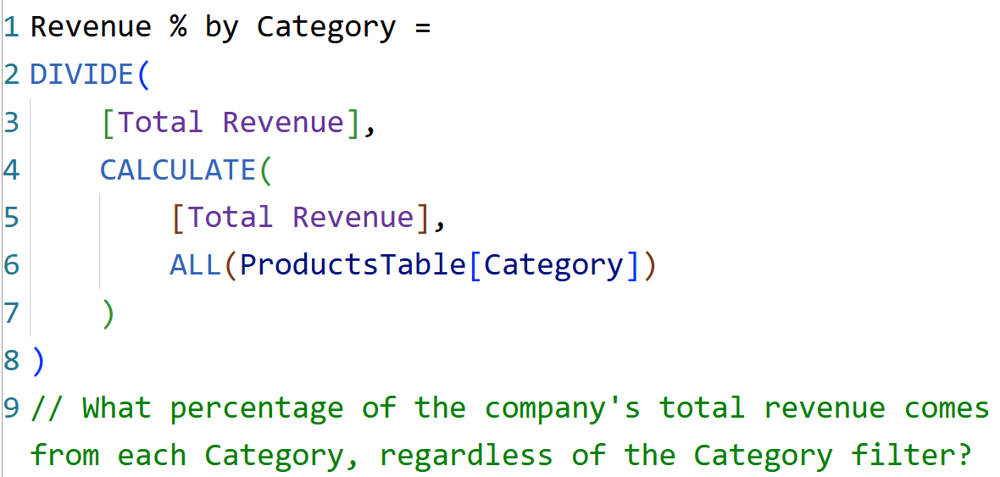 1 Revenue % by Category =
2 DIVIDE(
3 [Total Revenue],
4 CALCULATE(
5 [Total Revenue],
6 ALL(ProductsTable[Category])
7 )
8 )
9 // What percentage of the company's total revenue comes
from each Category, regardless of the Category filter?